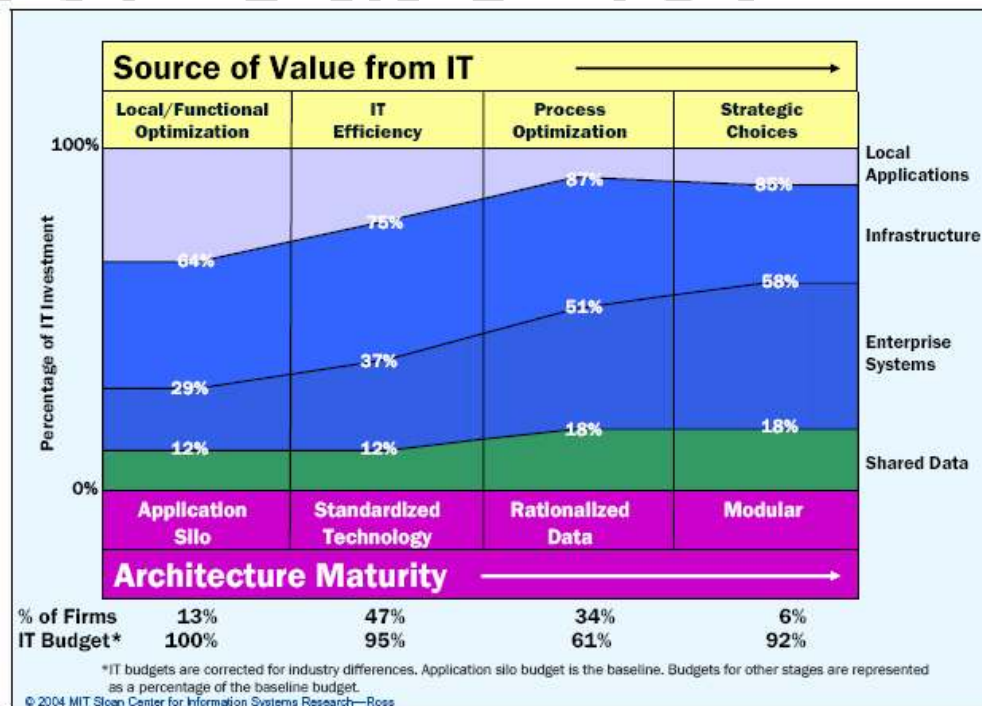 Source of Value from IT
Local/Functional Optimization
IT Efficiency
Process Optimization
Strategic Choices
100%
Local Applications
87%
85%
75%
64%
Infrastructure
Percentage of IT Investment
58%
51%
37%
29%
Enterprise Systems
18%
18%
12%
12%
Shared Data
0%
Application Silo
Standardized Technology
Rationalized Data
Modular
Architecture Maturity
% of Firms 13% 47% 34% 6%
IT Budget* 100% 95% 61% 92%
*IT budgets are corrected for industry differences. Application silo budget is the baseline. Budgets for other stages are represented
as a percentage of the baseline budget.
© 2004 MIT Sloan Center for Information Systems Research—Ross